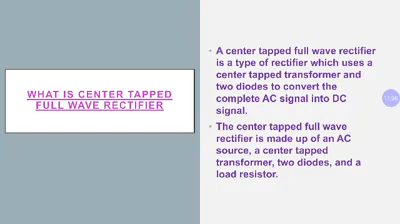 WHAT IS CENTER TAPPED
FULL WAVE RECTIFIER
• A center tapped full wave rectifier
is a type of rectifier which uses a
center tapped transformer and
two diodes to convert the
complete AC signal into DC
signal.
• The center tapped full wave
rectifier is made up of an AC
source, a center tapped
transformer, two diodes, and a
load resistor.